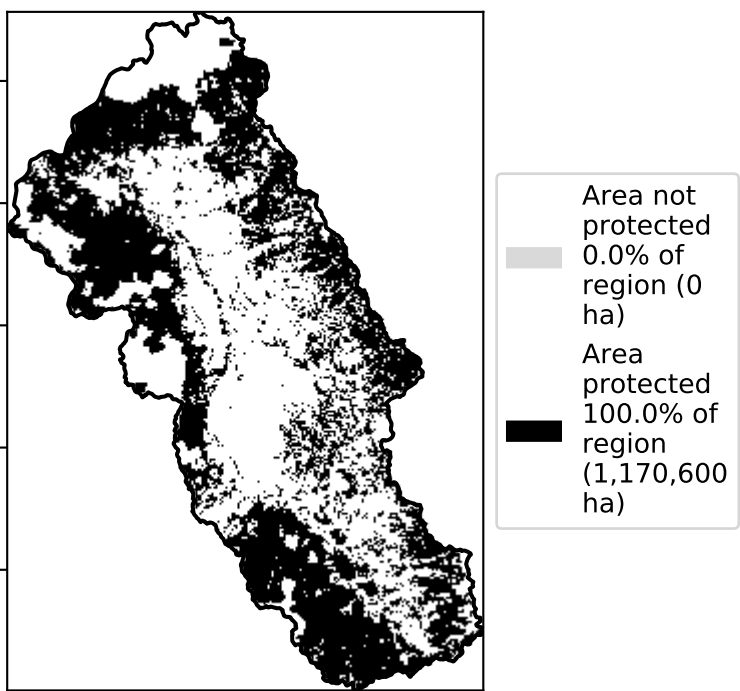 Area not
protected
0.0% of
region (0
ha)
Area
protected
100.0% of
region
(1,170,600
ha)